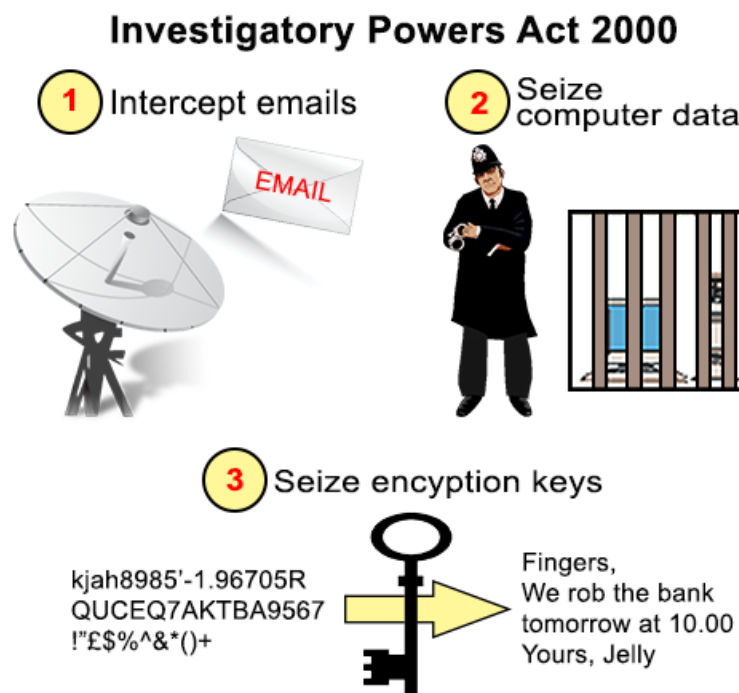 Investigatory Powers Act 2000
1 Intercept emails
2 Seize
computer data
EMAIL
3 Seize encyption keys
kjah8985'-1.96705R
QUCEQ7AKTBA9567
!"£$%^&*()+
Fingers,
We rob the bank
tomorrow at 10.00
Yours, Jelly